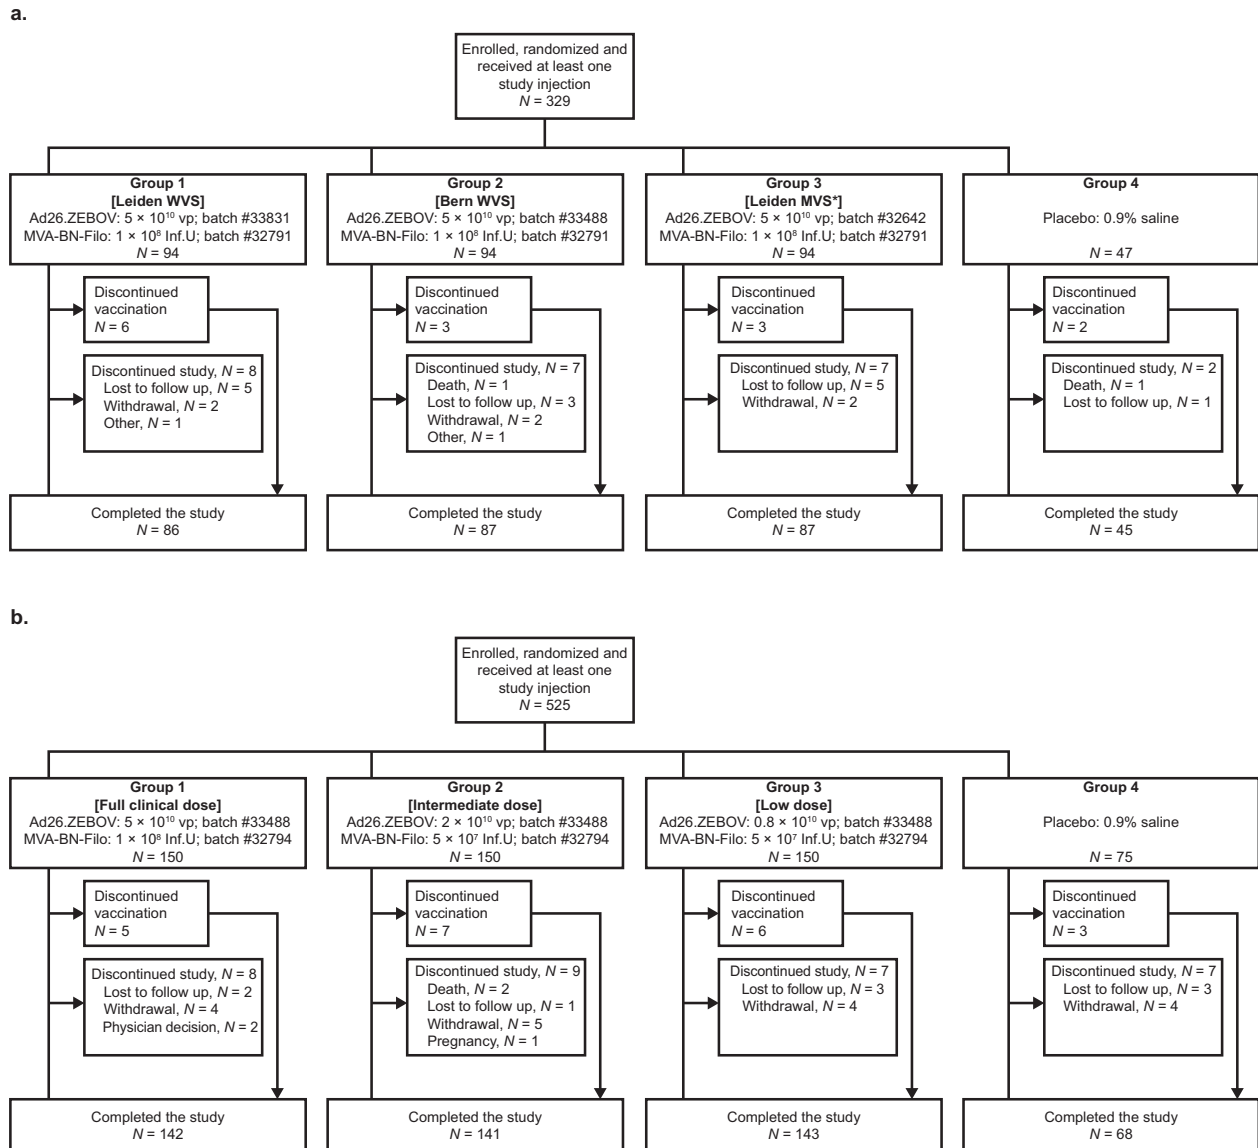 a.
Enrolled, randomized and
received at least one
study injection
N = 329
Group 1
[Leiden WVS]
Ad26.ZEBOV: 5 × 10¹⁰ vp; batch #33831
MVA-BN-Filo: 1 × 10⁸ Inf.U; batch #32791
N = 94
Group 2
[Bern WVS]
Ad26.ZEBOV: 5 × 10¹⁰ vp; batch #33488
MVA-BN-Filo: 1 × 10⁸ Inf.U; batch #32791
N = 94
Group 3
[Leiden MVS*]
Ad26.ZEBOV: 5 × 10¹⁰ vp; batch #32642
MVA-BN-Filo: 1 × 10⁸ Inf.U; batch #32791
N = 94
Group 4
Placebo: 0.9% saline
N = 47
Discontinued
vaccination
N = 6
Discontinued
vaccination
N = 3
Discontinued
vaccination
N = 3
Discontinued
vaccination
N = 2
Discontinued study, N = 8
Lost to follow up, N = 5
Withdrawal, N = 2
Other, N = 1
Discontinued study, N = 7
Death, N = 1
Lost to follow up, N = 3
Withdrawal, N = 2
Other, N = 1
Discontinued study, N = 7
Lost to follow up, N = 5
Withdrawal, N = 2
Discontinued study, N = 2
Death, N = 1
Lost to follow up, N = 1
Completed the study
N = 86
Completed the study
N = 87
Completed the study
N = 87
Completed the study
N = 45
b.
Enrolled, randomized and
received at least one
study injection
N = 525
Group 1
[Full clinical dose]
Ad26.ZEBOV: 5 × 10¹⁰ vp; batch #33488
MVA-BN-Filo: 1 × 10⁸ Inf.U; batch #32794
N = 150
Group 2
[Intermediate dose]
Ad26.ZEBOV: 2 × 10¹⁰ vp; batch #33488
MVA-BN-Filo: 5 × 10⁷ Inf.U; batch #32794
N = 150
Group 3
[Low dose]
Ad26.ZEBOV: 0.8 × 10¹⁰ vp; batch #33488
MVA-BN-Filo: 5 × 10⁷ Inf.U; batch #32794
N = 150
Group 4
Placebo: 0.9% saline
N = 75
Discontinued
vaccination
N = 5
Discontinued
vaccination
N = 7
Discontinued
vaccination
N = 6
Discontinued
vaccination
N = 3
Discontinued study, N = 8
Lost to follow up, N = 2
Withdrawal, N = 4
Physician decision, N = 2
Discontinued study, N = 9
Death, N = 2
Lost to follow up, N = 1
Withdrawal, N = 5
Pregnancy, N = 1
Discontinued study, N = 7
Lost to follow up, N = 3
Withdrawal, N = 4
Discontinued study, N = 7
Lost to follow up, N = 3
Withdrawal, N = 4
Completed the study
N = 142
Completed the study
N = 141
Completed the study
N = 143
Completed the study
N = 68